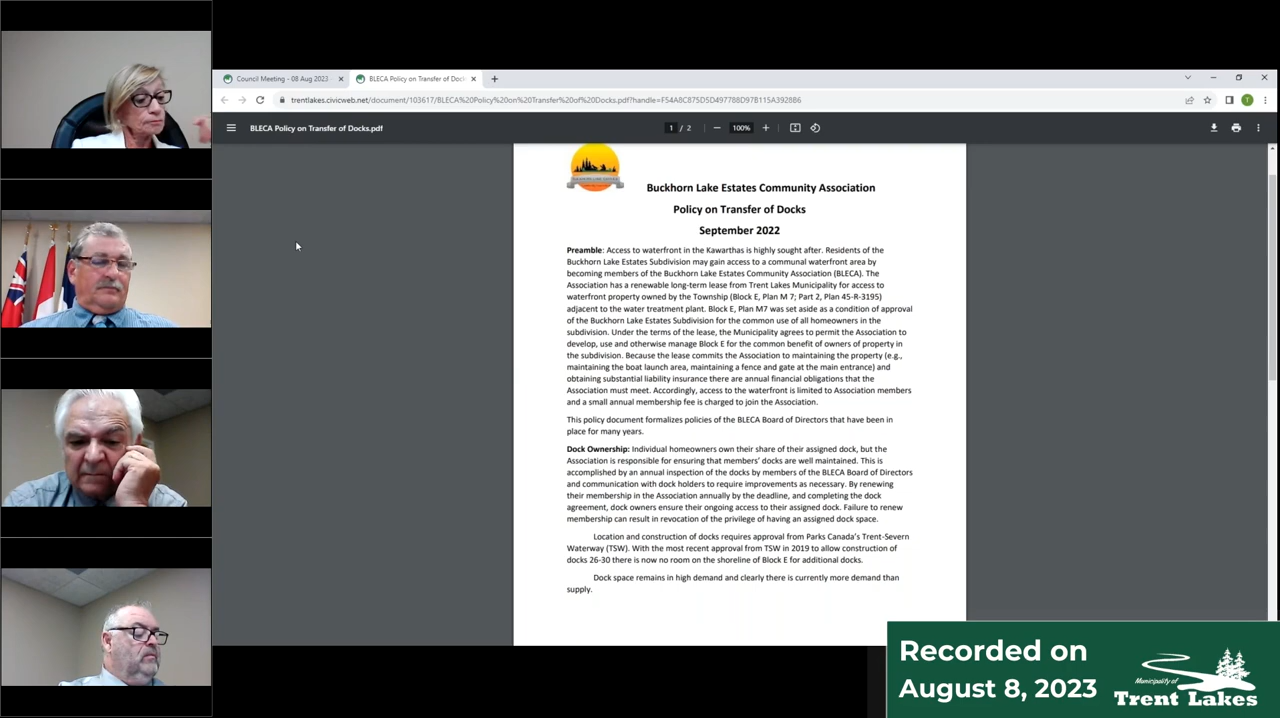 Council Meeting - 08 Aug 2023
BLECA Policy on Transfer of Doc
trentlakes.civicweb.net/document/103617/BLECA%20Policy%20on%20Transfer%20of%20Docks.pdf?handle=F54A8C875D5D497788D97B115A392886
T
BLECA Policy on Transfer of Docks.pdf
1 / 2
100%
Buckhorn Lake Estates Community Association
Policy on Transfer of Docks
September 2022
Preamble: Access to waterfront in the Kawarthas is highly sought after. Residents of the
Buckhorn Lake Estates Subdivision may gain access to a communal waterfront area by
becoming members of the Buckhorn Lake Estates Community Association (BLECA). The
Association has a renewable long-term lease from Trent Lakes Municipality for access to
waterfront property owned by the Township (Block E, Plan M 7; Part 2, Plan 45-R-3195)
adjacent to the water treatment plant. Block E, Plan M7 was set aside as a condition of approval
of the Buckhorn Lake Estates Subdivision for the common use of all homeowners in the
subdivision. Under the terms of the lease, the Municipality agrees to permit the Association to
develop, use and otherwise manage Block E for the common benefit of owners of property in
the subdivision. Because the lease commits the Association to maintaining the property (e.g.,
maintaining the boat launch area, maintaining a fence and gate at the main entrance) and
obtaining substantial liability insurance there are annual financial obligations that the
Association must meet. Accordingly, access to the waterfront is limited to Association members
and a small annual membership fee is charged to join the Association.
This policy document formalizes policies of the BLECA Board of Directors that have been in
place for many years.
Dock Ownership: Individual homeowners own their share of their assigned dock, but the
Association is responsible for ensuring that members' docks are well maintained. This is
accomplished by an annual inspection of the docks by members of the BLECA Board of Directors
and communication with dock holders to require improvements as necessary. By renewing
their membership in the Association annually by the deadline, and completing the dock
agreement, dock owners ensure their ongoing access to their assigned dock. Failure to renew
membership can result in revocation of the privilege of having an assigned dock space.
Location and construction of docks requires approval from Parks Canada's Trent-Severn
Waterway (TSW). With the most recent approval from TSW in 2019 to allow construction of
docks 26-30 there is now no room on the shoreline of Block E for additional docks.
Dock space remains in high demand and clearly there is currently more demand than
supply.
Recorded on
August 8, 2023
Municipality of
Trent Lakes